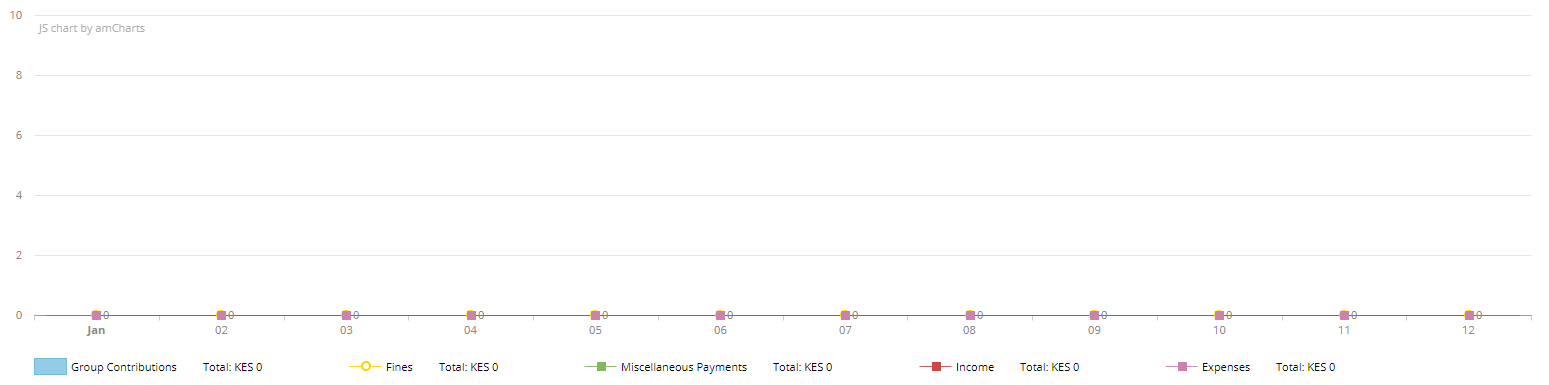 10
JS chart by amCharts
8
6
4
2
0
0 0 0 0 0 0 0 0 0 0 0 0
Jan 02 03 04 05 06 07 08 09 10 11 12
Group Contributions Total: KES 0 Fines Total: KES 0 Miscellaneous Payments Total: KES 0 Income Total: KES 0 Expenses Total: KES 0